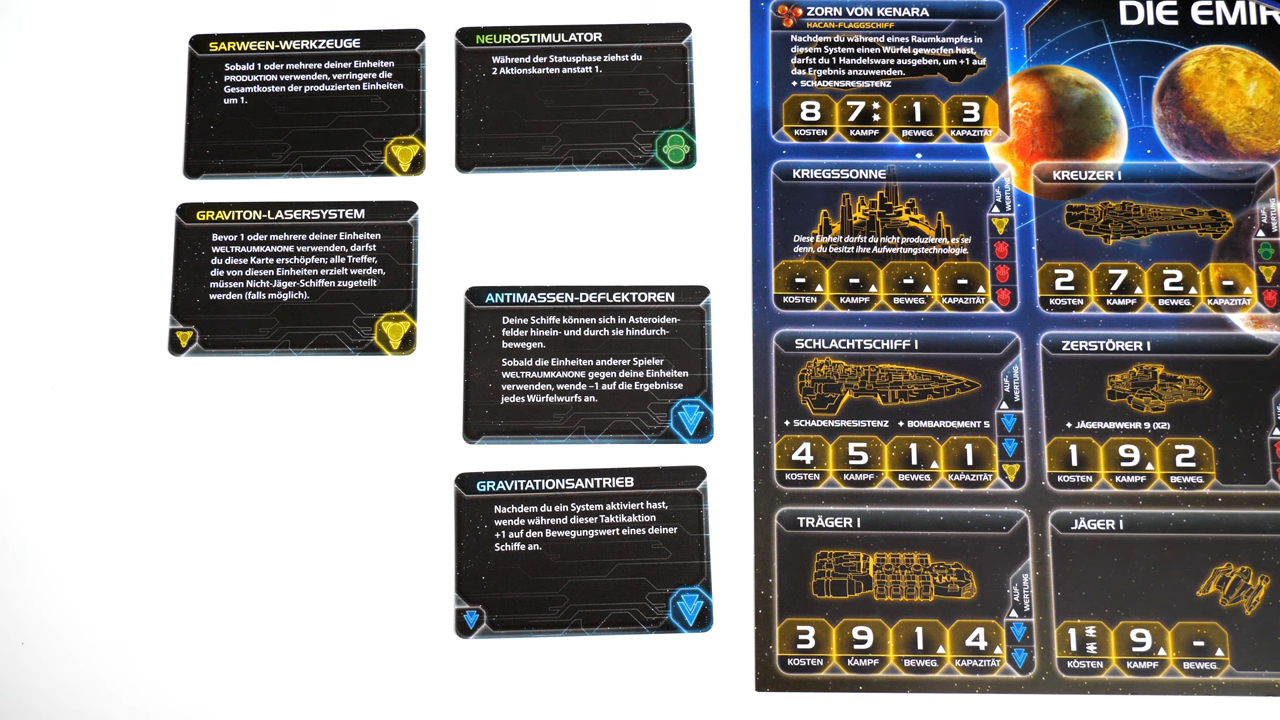 SARWEEN-WERKZEUGE
Sobald 1 oder mehrere deiner Einheiten
PRODUKTION verwenden, verringere die
Gesamtkosten der produzierten Einheiten
um 1.
NEUROSTIMULATOR
Während der Statusphase ziehst du
2 Aktionskarten anstatt 1.
GRAVITON-LASERSYSTEM
Bevor 1 oder mehrere deiner Einheiten
WELTRAUMKANONE verwenden, darfst
du diese Karte erschöpfen; alle Treffer,
die von diesen Einheiten erzielt werden,
müssen Nicht-Jäger-Schiffen zugeteilt
werden (falls möglich).
ANTIMASSEN-DEFLEKTOREN
Deine Schiffe können sich in Asteroiden-
felder hinein- und durch sie hindurch-
bewegen.
Sobald die Einheiten anderer Spieler
WELTRAUMKANONE gegen deine Einheiten
verwenden, wende –1 auf die Ergebnisse
jedes Würfelwurfs an.
GRAVITATIONSANTRIEB
Nachdem du ein System aktiviert hast,
wende während dieser Taktikaktion
+1 auf den Bewegungswert eines deiner
Schiffe an.
DIE EMIR
ZORN VON KENARA
HACAN-FLAGGSCHIFF
Nachdem du während eines Raumkampfes in
diesem System einen Würfel geworfen hast,
darfst du 1 Handelsware ausgeben, um +1 auf
das Ergebnis anzuwenden.
SCHADENSRESISTENZ
8 7 1 3
KOSTEN KAMPF BEWEG. KAPAZITÄT
KRIEGSSONNE
AUF-
WERTUNG
Diese Einheit darfst du nicht produzieren, es sei
denn, du besitzt ihre Aufwertungstechnologie.
- - - -
KOSTEN KAMPF BEWEG. KAPAZITÄT
KREUZER I
AUF-
WERTUNG
2 7 2 -
KOSTEN KAMPF BEWEG. KAPAZITÄT
SCHLACHTSCHIFF I
AUF-
WERTUNG
SCHADENSRESISTENZ BOMBARDEMENT 5
4 5 1 1
KOSTEN KAMPF BEWEG. KAPAZITÄT
ZERSTÖRER I
AUF-
WERTUNG
JÄGERABWEHR 9 (X2)
1 9 2
KOSTEN KAMPF BEWEG.
TRÄGER I
AUF-
WERTUNG
3 9 1 4
KOSTEN KAMPF BEWEG. KAPAZITÄT
JÄGER I
1 9 -
KOSTEN KAMPF BEWEG.